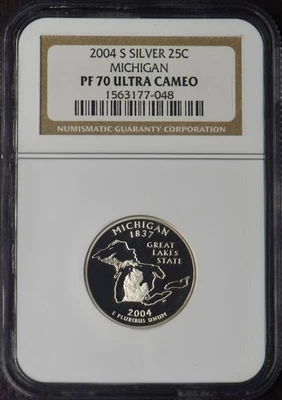 2004 S SILVER 25C
MICHIGAN
PF 70 ULTRA CAMEO
1563177-048
NUMISMATIC GUARANTY CORPORATION
MICHIGAN
1837
GREAT
LAKES
STATE
2004
E PLURIBUS UNUM